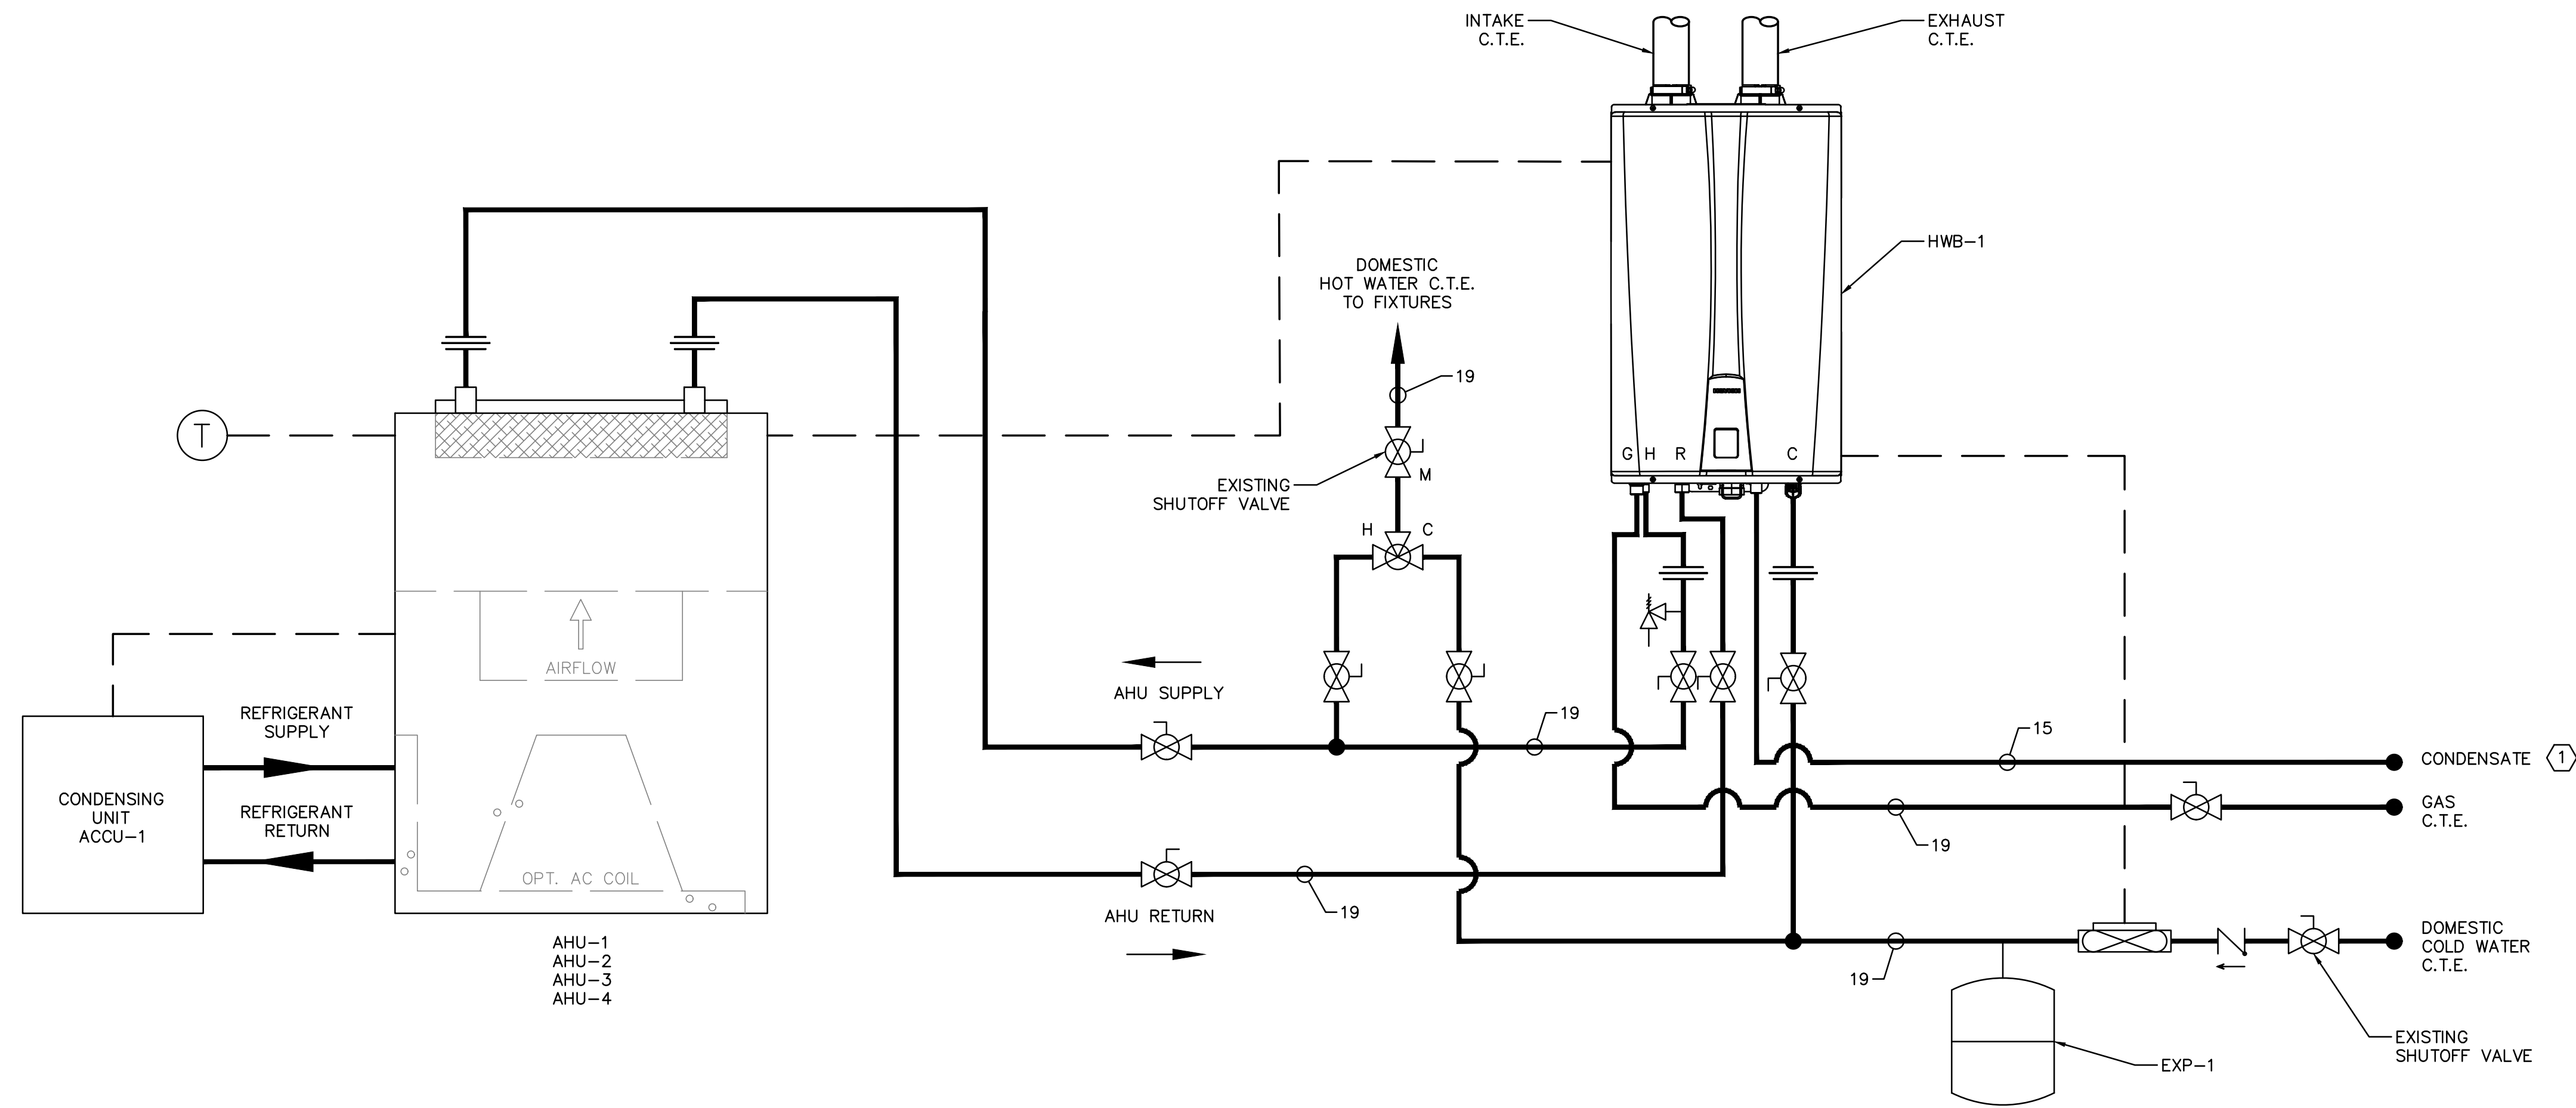 INTAKE
C.T.E.
EXHAUST
C.T.E.
HWB-1
DOMESTIC
HOT WATER C.T.E.
TO FIXTURES
19
T
G H R C
M
EXISTING
SHUTOFF VALVE
H C
AIRFLOW
AHU SUPPLY
REFRIGERANT
SUPPLY
19
15
CONDENSATE 1
CONDENSING
UNIT
ACCU-1
REFRIGERANT
RETURN
GAS
C.T.E.
19
OPT. AC COIL
19
AHU RETURN
AHU-1
AHU-2
AHU-3
AHU-4
DOMESTIC
COLD WATER
C.T.E.
19
EXISTING
SHUTOFF VALVE
EXP-1